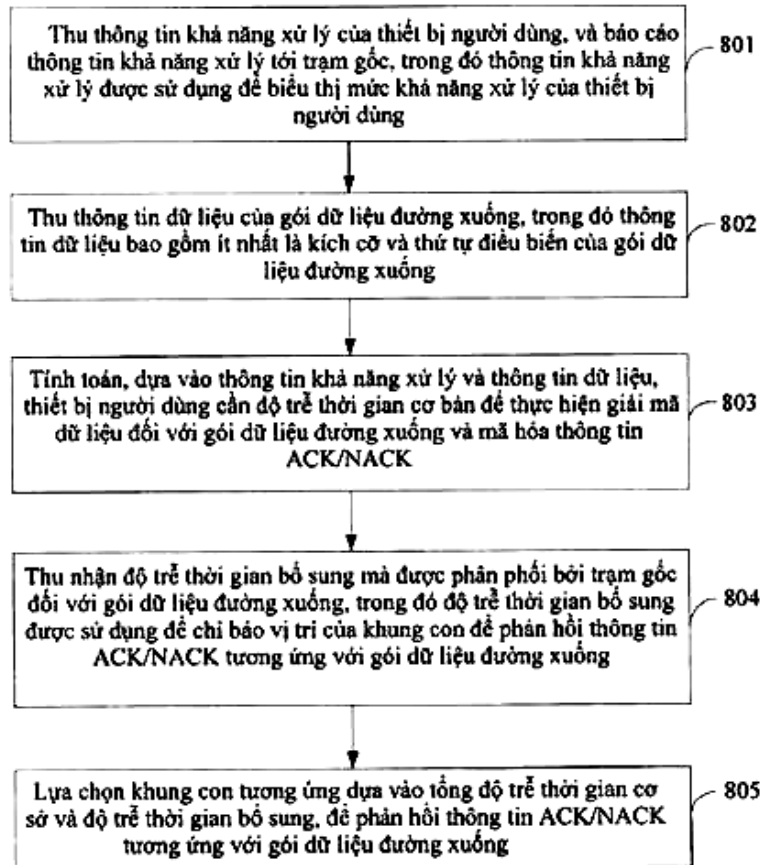 Thu thông tin khả năng xử lý của thiết bị người dùng, và báo cáo
thông tin khả năng xử lý tới trạm gốc, trong đó thông tin khả năng
xử lý được sử dụng để biểu thị mức khả năng xử lý của thiết bị
người dùng
801
Thu thông tin dữ liệu của gói dữ liệu đường xuống, trong đó thông
tin dữ liệu bao gồm ít nhất là kích cỡ và thứ tự điều biến của gói dữ
liệu đường xuống
802
Tính toán, dựa vào thông tin khả năng xử lý và thông tin dữ liệu,
thiết bị người dùng cần độ trễ thời gian cơ bản để thực hiện giải mã
dữ liệu đối với gói dữ liệu đường xuống và mã hóa thông tin
ACK/NACK
803
Thu nhận độ trễ thời gian bổ sung mà được phân phối bởi trạm gốc
đối với gói dữ liệu đường xuống, trong đó độ trễ thời gian bổ sung
được sử dụng để chỉ báo vị trí của khung con để phản hồi thông tin
ACK/NACK tương ứng với gói dữ liệu đường xuống
804
Lựa chọn khung con tương ứng dựa vào tổng độ trễ thời gian cơ
sở và độ trễ thời gian bổ sung, để phản hồi thông tin ACK/NACK
tương ứng với gói dữ liệu đường xuống
805